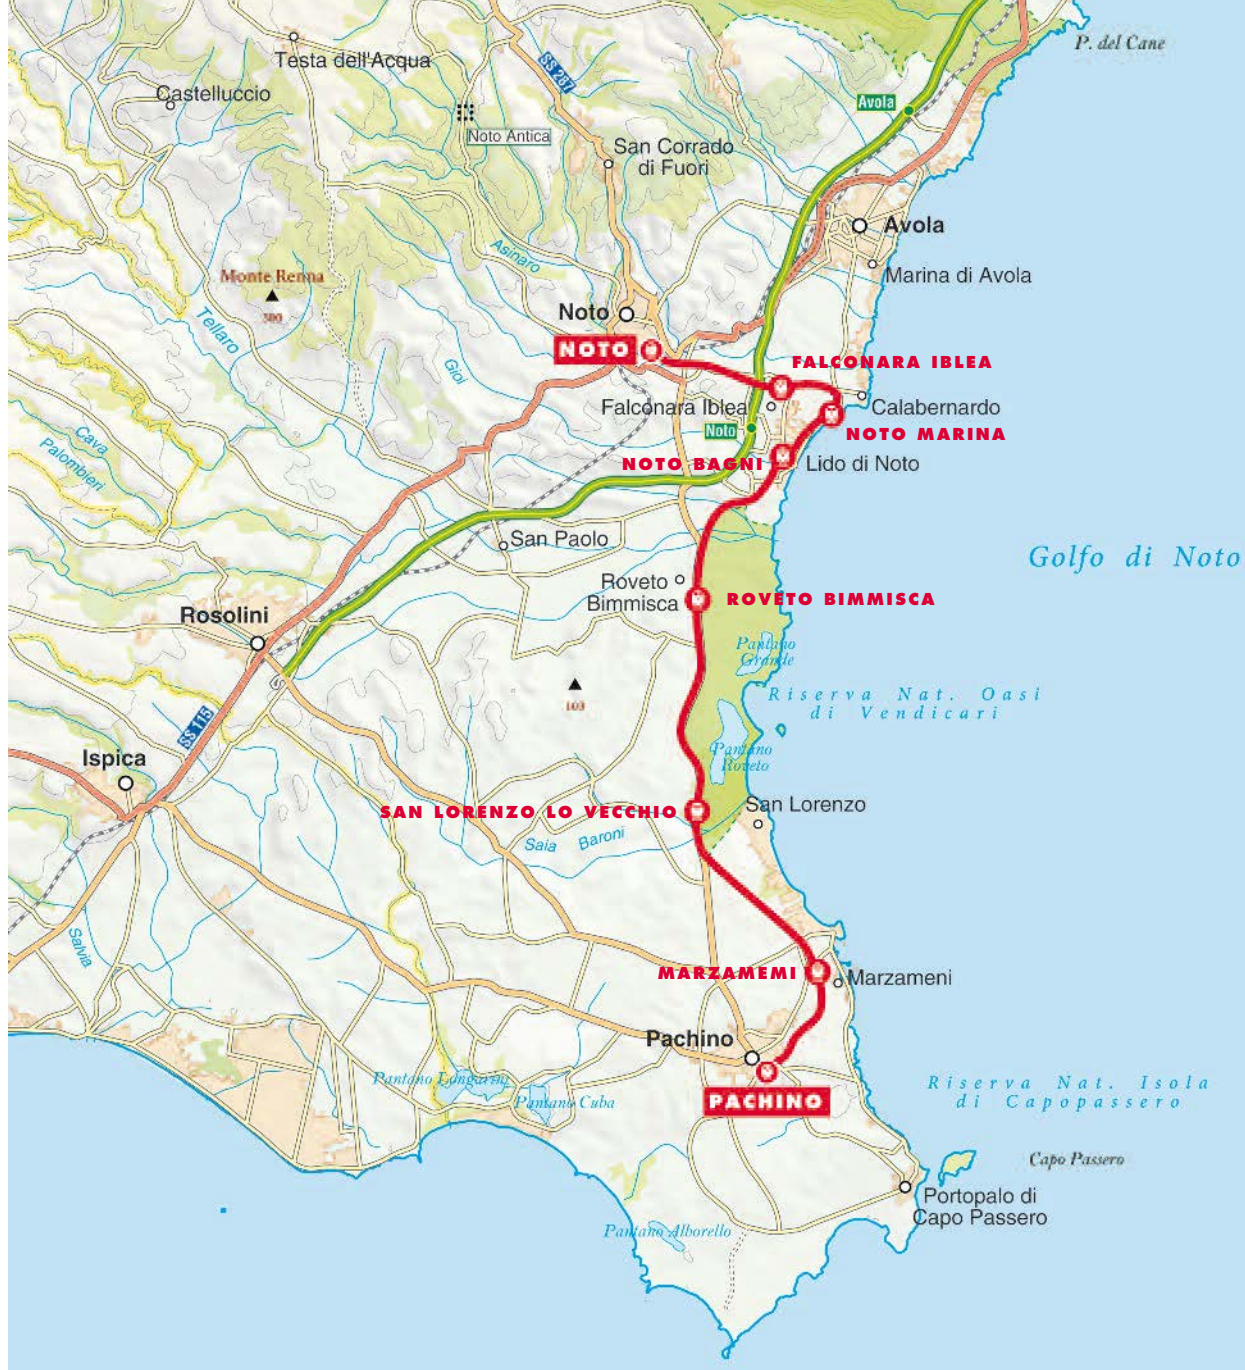 P. del Cane
Testa dell'Acqua
SS 287
Castelluccio
Avola
Noto Antica
San Corrado
di Fuori
Avola
Asinaro
Marina di Avola
Monte Renna
300
Tellaro
Noto
NOTO
Gioi
FALCONARA IBLEA
Falconara Iblea
Calabernardo
Noto
NOTO MARINA
Cava
Palombieri
NOTO BAGNI
Lido di Noto
San Paolo
Golfo di Noto
Roveto
Bimmisca
ROVETO BIMMISCA
Rosolini
Pantano
Grande
103
Riserva Nat. Oasi
di Vendicari
SS 115
Ispica
Pantano
Roveto
SAN LORENZO LO VECCHIO
San Lorenzo
Saia Baroni
Salvia
MARZAMEMI
Marzameni
Pachino
Pantano Longarini
Pantano Cuba
PACHINO
Riserva Nat. Isola
di Capopassero
Capo Passero
Portopalo di
Capo Passero
Pantano Alborello